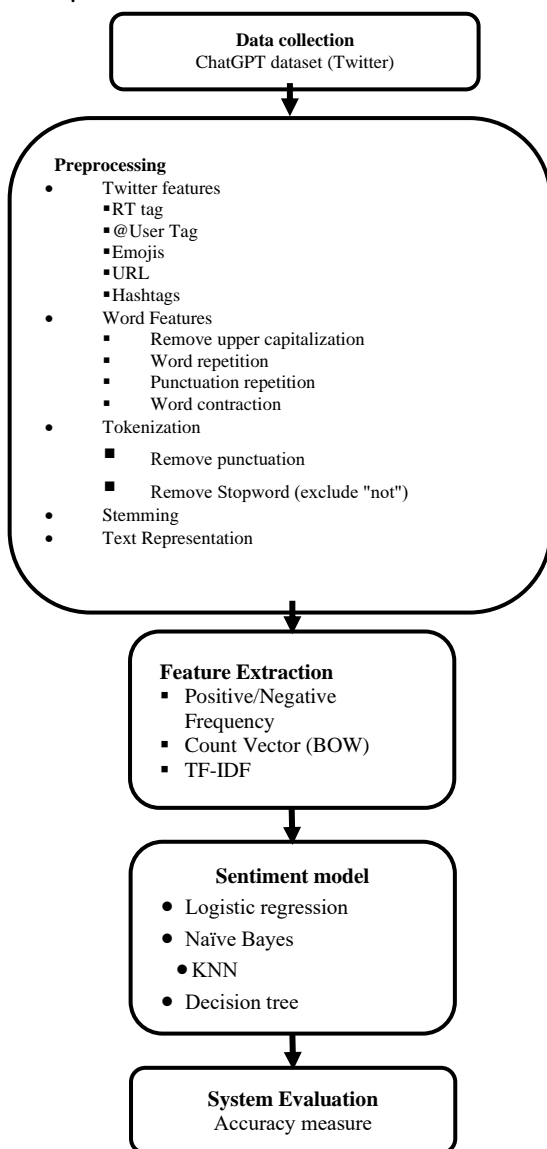 Data collection
ChatGPT dataset (Twitter)
Preprocessing
• Twitter features
▪RT tag
▪@User Tag
▪Emojis
▪URL
▪Hashtags
• Word Features
▪ Remove upper capitalization
▪ Word repetition
▪ Punctuation repetition
▪ Word contraction
• Tokenization
▪ Remove punctuation
▪ Remove Stopword (exclude "not")
• Stemming
• Text Representation
Feature Extraction
▪ Positive/Negative
Frequency
▪ Count Vector (BOW)
▪ TF-IDF
Sentiment model
• Logistic regression
• Naïve Bayes
•KNN
• Decision tree
System Evaluation
Accuracy measure